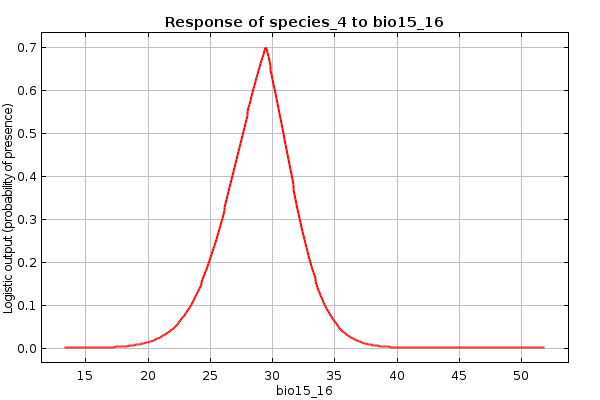 Response of species_4 to bio15_16
Logistic output (probability of presence)
0.7
0.6
0.5
0.4
0.3
0.2
0.1
0.0
15 20 25 30 35 40 45 50
bio15_16